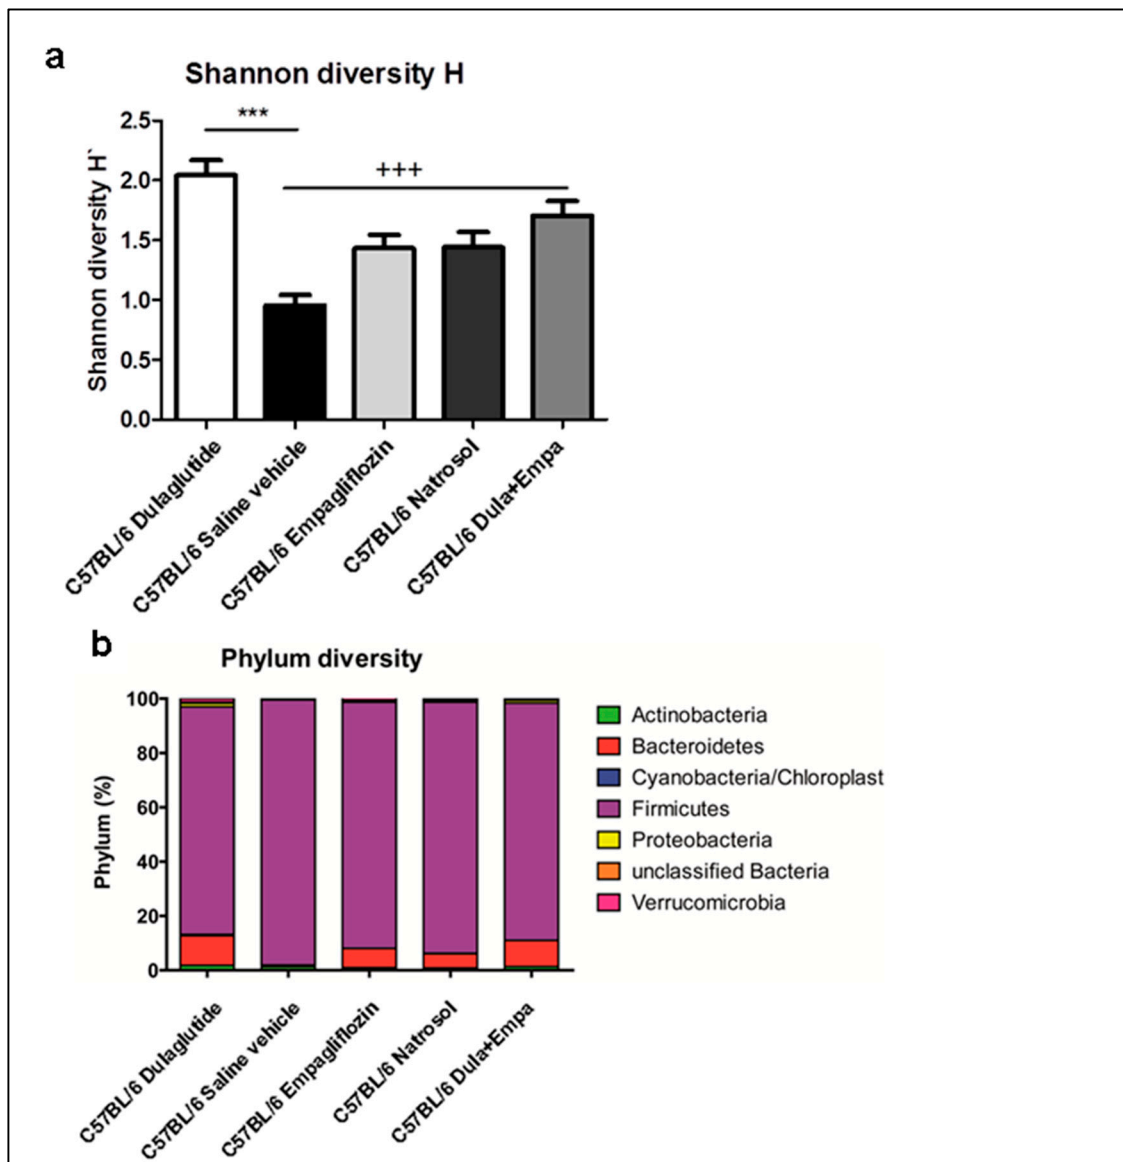 a
Shannon diversity H
***
+++
Shannon diversity H`
2.5
2.0
1.5
1.0
0.5
0.0
C57BL/6 Dulaglutide
C57BL/6 Saline vehicle
C57BL/6 Empagliflozin
C57BL/6 Natrosol
C57BL/6 Dula+Empa
b
Phylum diversity
Phylum (%)
100
80
60
40
20
0
Actinobacteria
Bacteroidetes
Cyanobacteria/Chloroplast
Firmicutes
Proteobacteria
unclassified Bacteria
Verrucomicrobia
C57BL/6 Dulaglutide
C57BL/6 Saline vehicle
C57BL/6 Empagliflozin
C57BL/6 Natrosol
C57BL/6 Dula+Empa